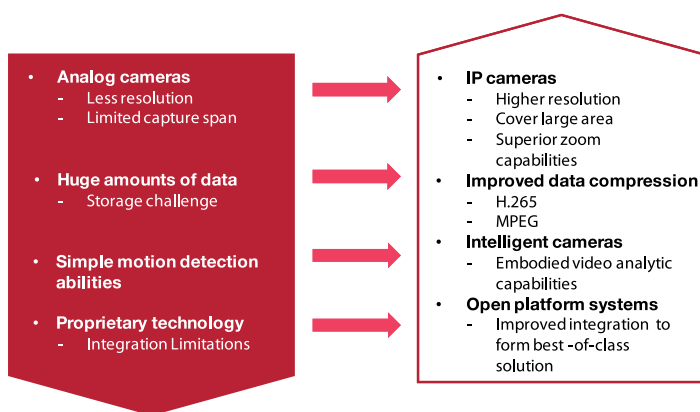 • Analog cameras
- Less resolution
- Limited capture span
• Huge amounts of data
- Storage challenge
• Simple motion detection
abilities
• Proprietary technology
- Integration Limitations
• IP cameras
- Higher resolution
- Cover large area
- Superior zoom
capabilities
• Improved data compression
- H.265
- MPEG
• Intelligent cameras
- Embodied video analytic
capabilities
• Open platform systems
- Improved integration to
form best -of-class
solution